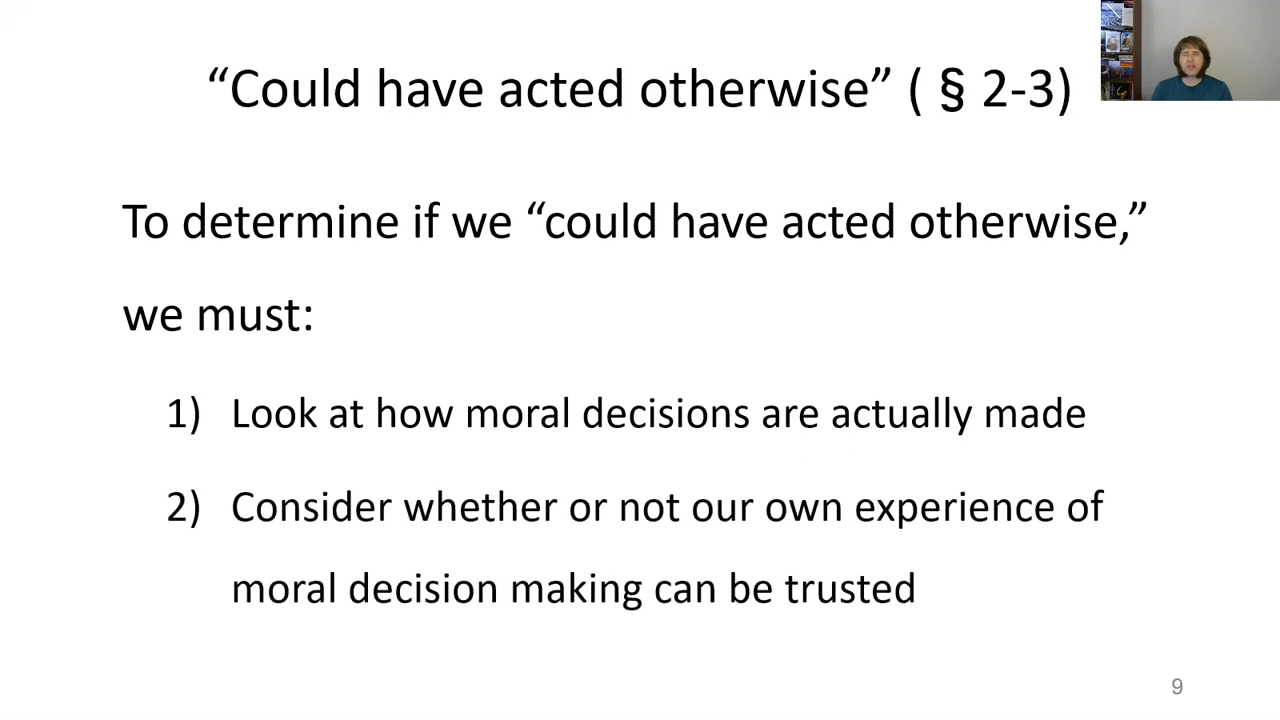 “Could have acted otherwise” ( § 2-3)
To determine if we “could have acted otherwise,”
we must:
1) Look at how moral decisions are actually made
2) Consider whether or not our own experience of
moral decision making can be trusted
9